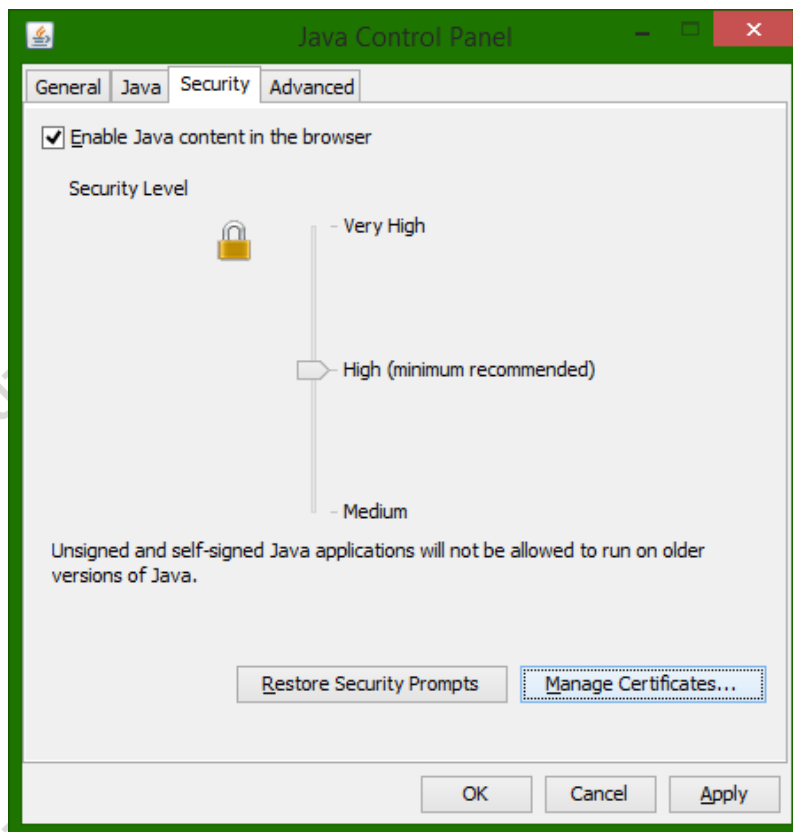 Java Control Panel
General Java Security Advanced
Enable Java content in the browser
Security Level
- Very High
- High (minimum recommended)
- Medium
Unsigned and self-signed Java applications will not be allowed to run on older
versions of Java.
Restore Security Prompts Manage Certificates...
OK Cancel Apply